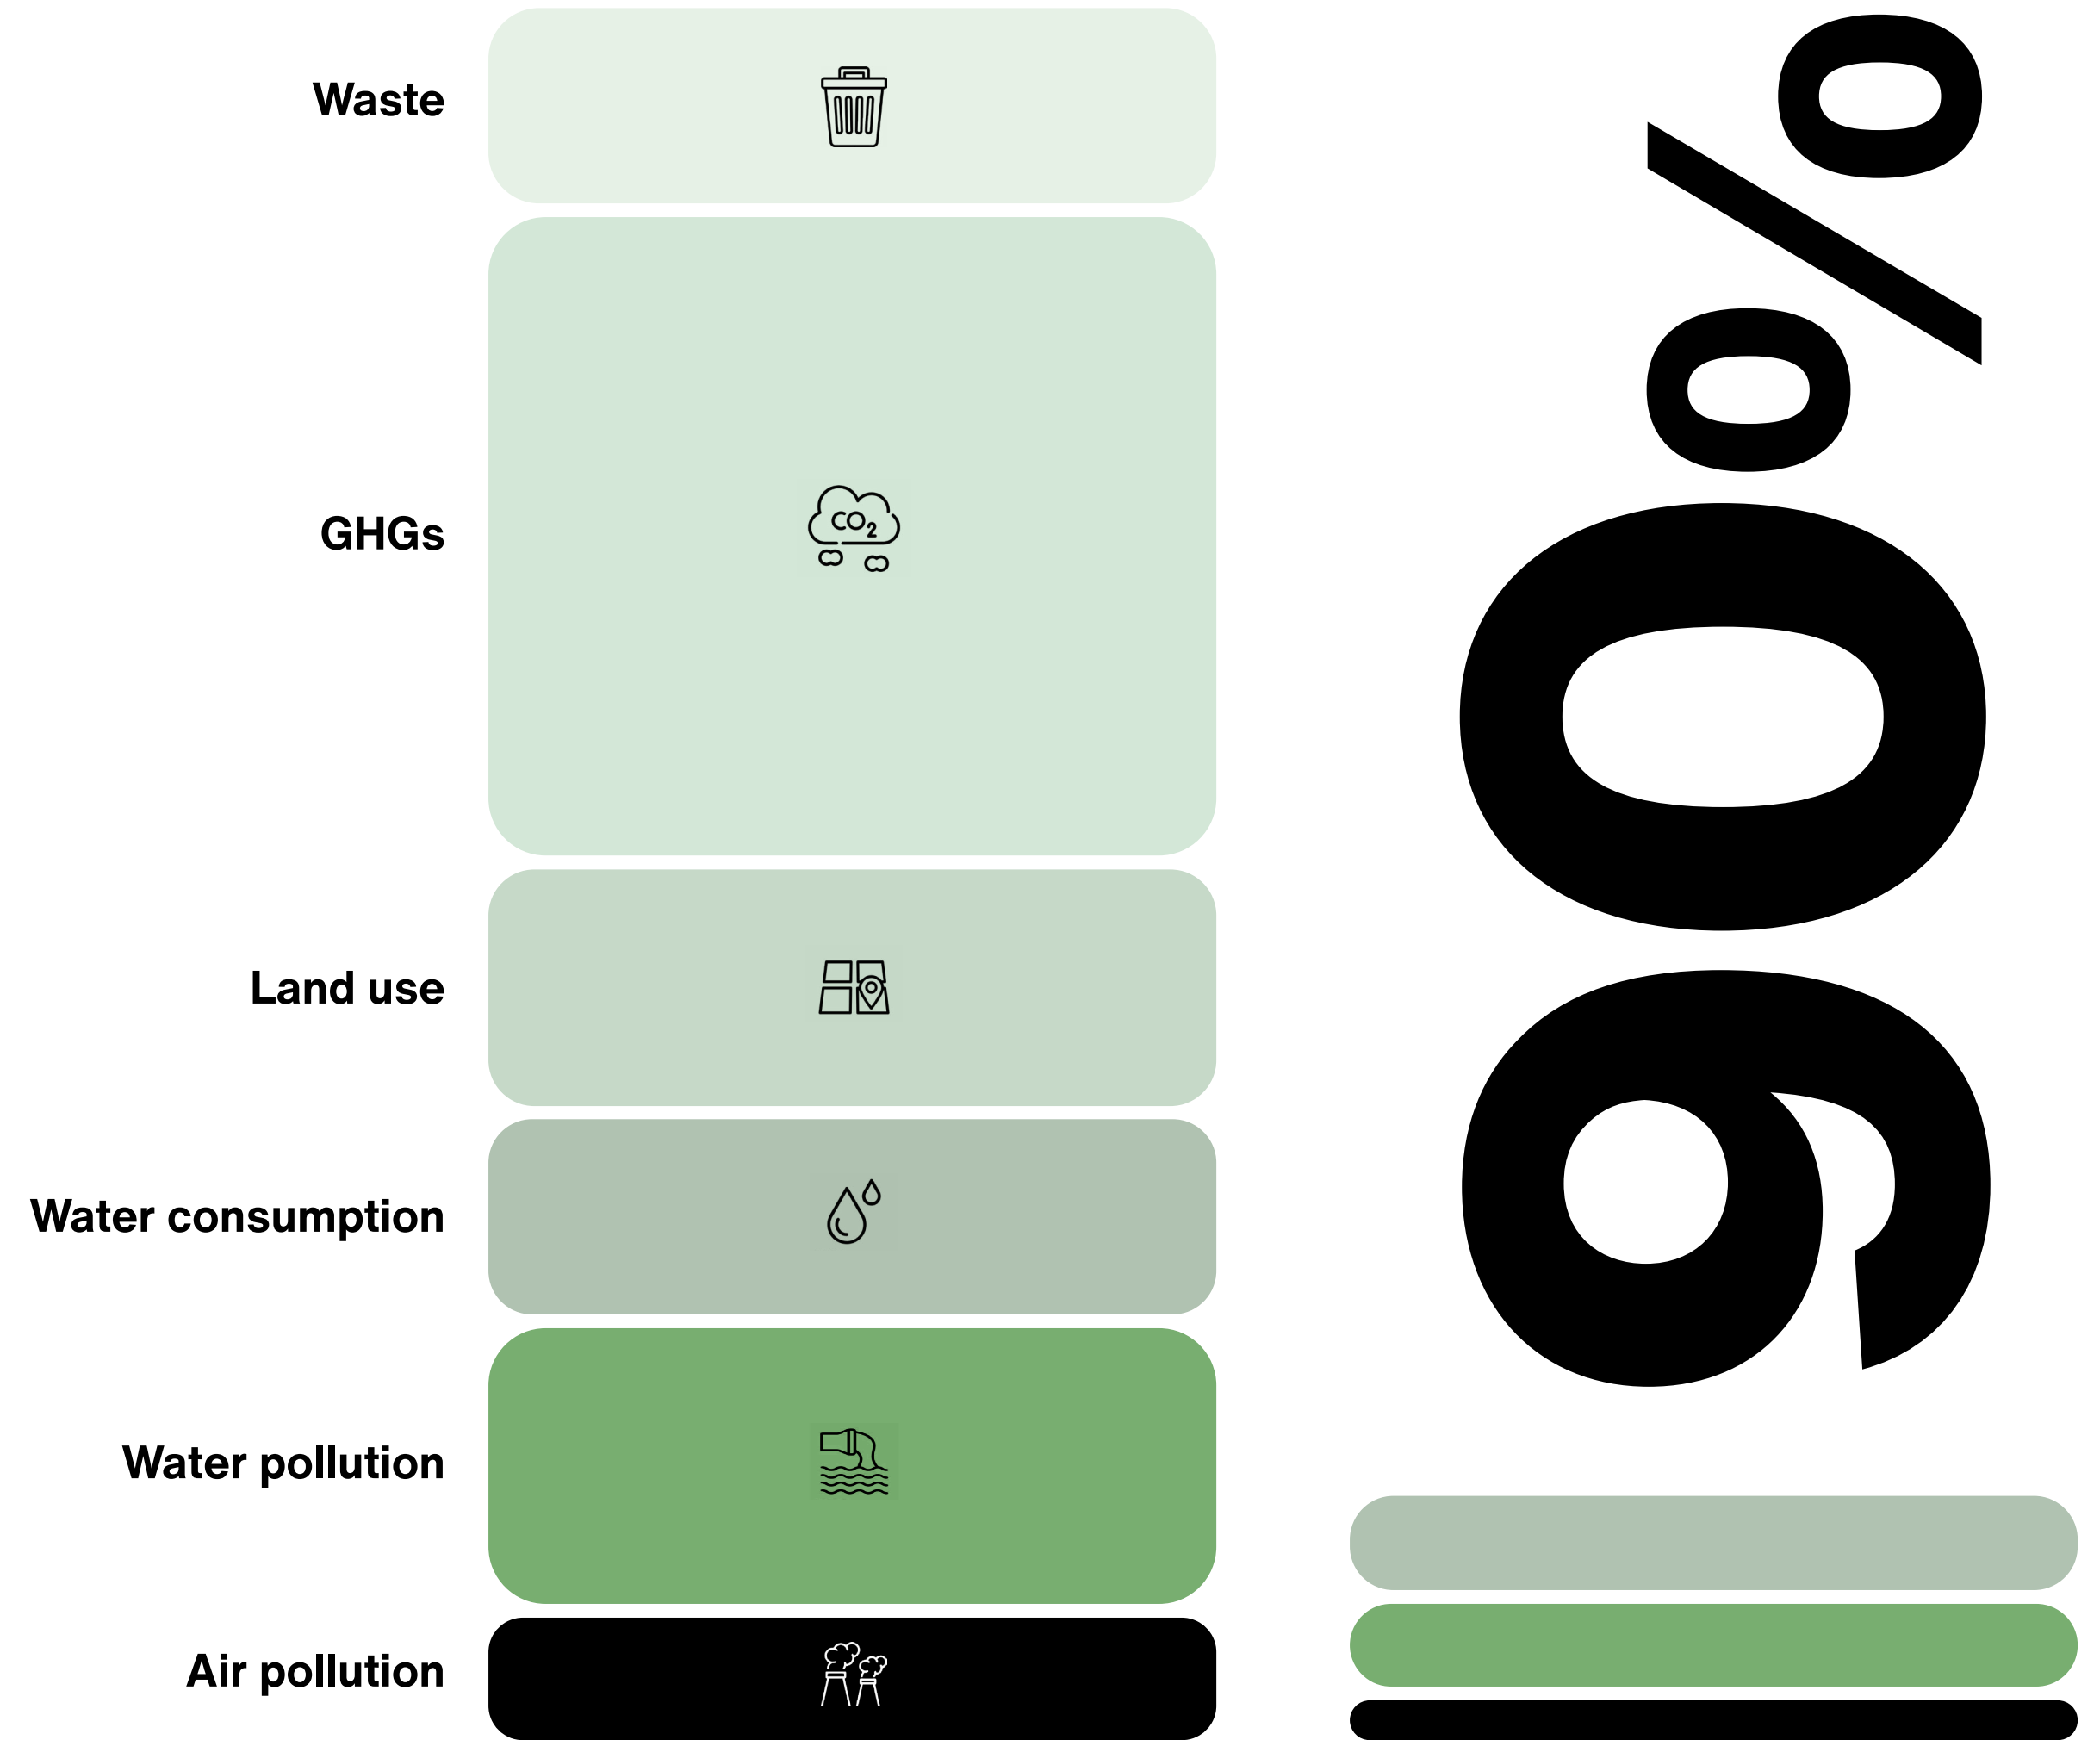 Waste
CO2
GHGs
Land use
Water consumption
Water pollution
Air pollution
90%